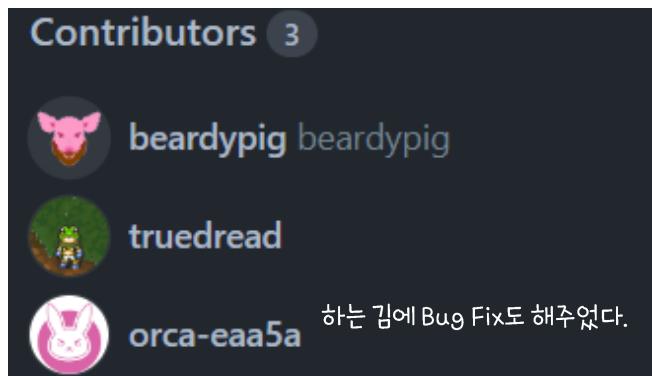 Contributors 3
beardypig beardypig
truedread
orca-eaa5a 하는 김에 Bug Fix도 해주었다.